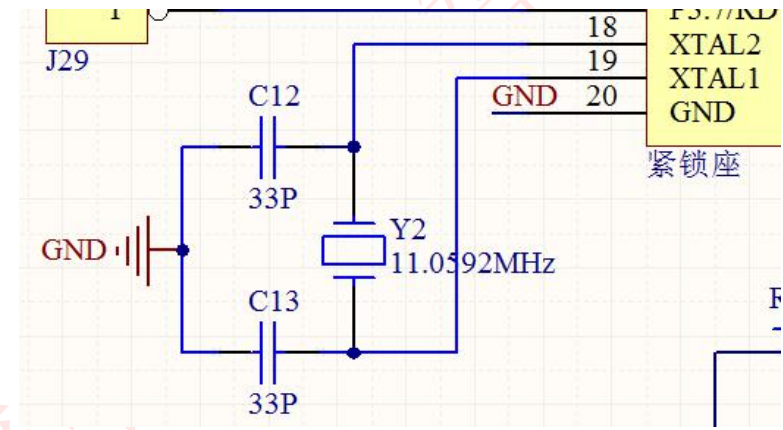 1
18
P3.7/RD
XTAL2
J29
19
C12
XTAL1
GND
20
GND
33P
紧锁座
Y2
GND
11.0592MHz
C13
R
33P